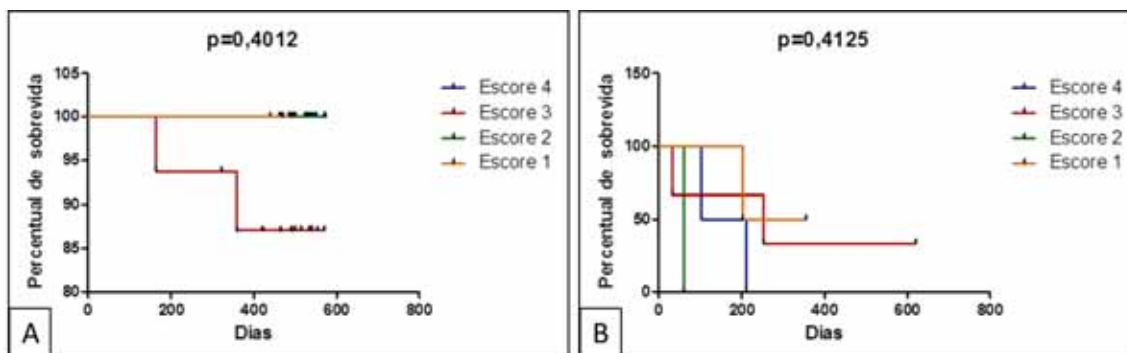 p=0,4012
Percentual de sobrevida
105
100
95
90
85
80
0 200 400 600 800
Dias
Escore 4
Escore 3
Escore 2
Escore 1
A
p=0,4125
Percentual de sobrevida
150
100
50
0
0 200 400 600 800
Dias
Escore 4
Escore 3
Escore 2
Escore 1
B